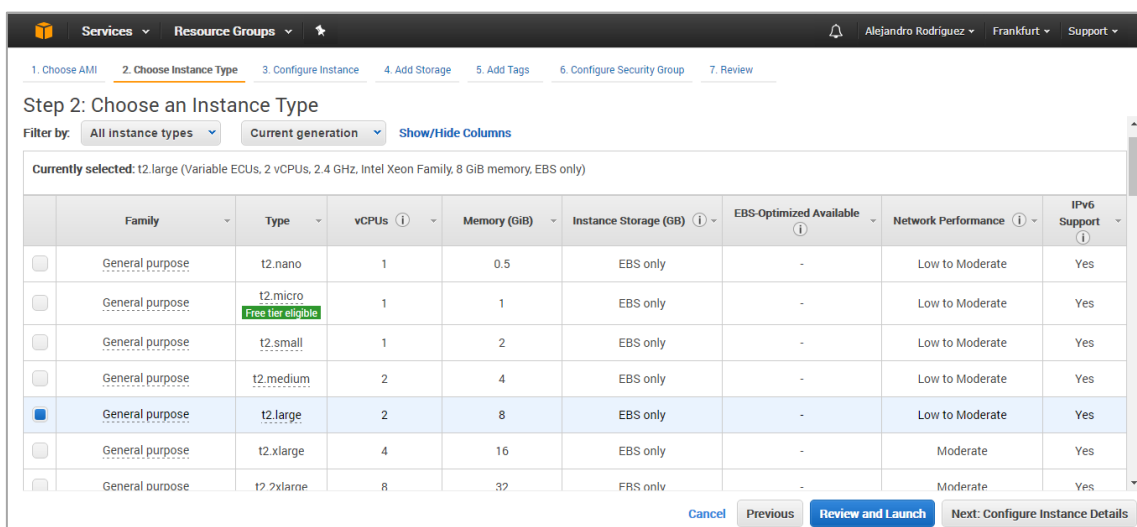 Services Resource Groups Alejandro Rodríguez Frankfurt Support
1. Choose AMI 2. Choose Instance Type 3. Configure Instance 4. Add Storage 5. Add Tags 6. Configure Security Group 7. Review
Step 2: Choose an Instance Type
Filter by: All instance types Current generation Show/Hide Columns
Currently selected: t2.large (Variable ECUs, 2 vCPUs, 2.4 GHz, Intel Xeon Family, 8 GiB memory, EBS only)
Family Type vCPUs Memory (GiB) Instance Storage (GB) EBS-Optimized Available Network Performance IPv6 Support
General purpose t2.nano 1 0.5 EBS only - Low to Moderate Yes
General purpose t2.micro Free tier eligible 1 1 EBS only - Low to Moderate Yes
General purpose t2.small 1 2 EBS only - Low to Moderate Yes
General purpose t2.medium 2 4 EBS only - Low to Moderate Yes
General purpose t2.large 2 8 EBS only - Low to Moderate Yes
General purpose t2.xlarge 4 16 EBS only - Moderate Yes
General purpose t2.2xlarge 8 32 EBS only - Moderate Yes
Cancel Previous Review and Launch Next: Configure Instance Details